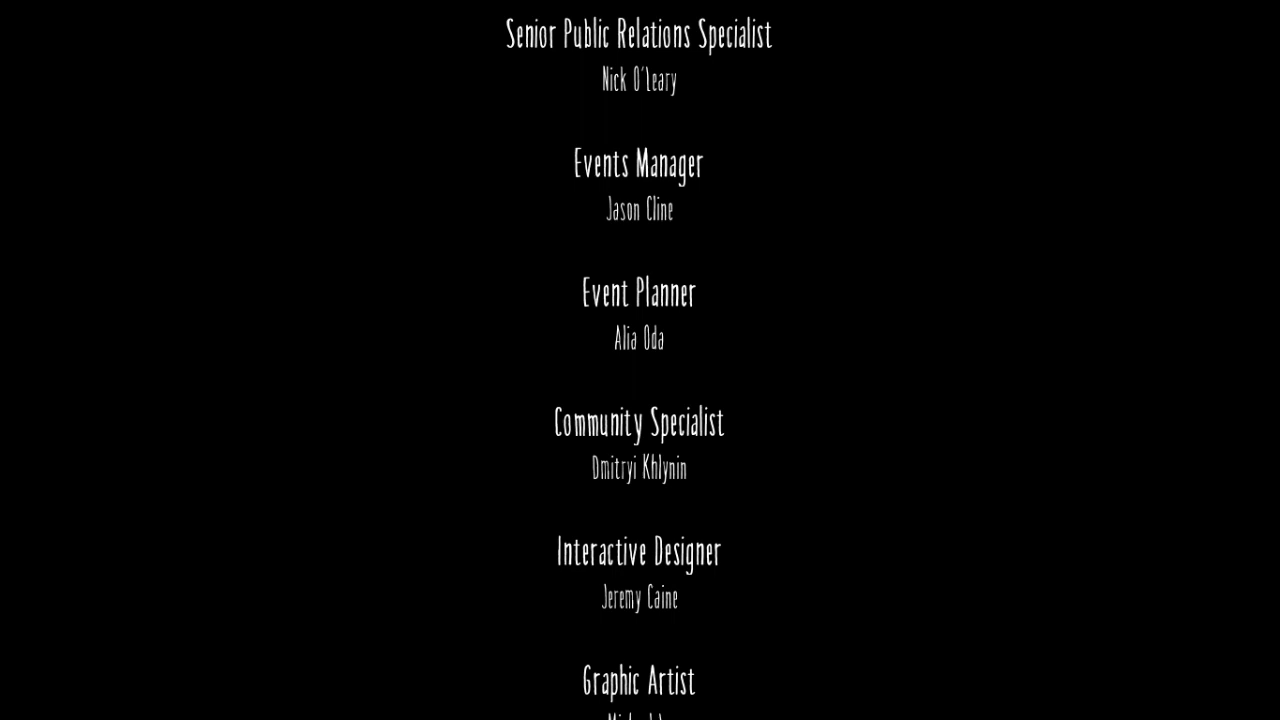 Senior Public Relations Specialist
Nick O'Leary
Events Manager
Jason Cline
Event Planner
Alia Oda
Community Specialist
Dmitryi Khlynin
Interactive Designer
Jeremy Caine
Graphic Artist